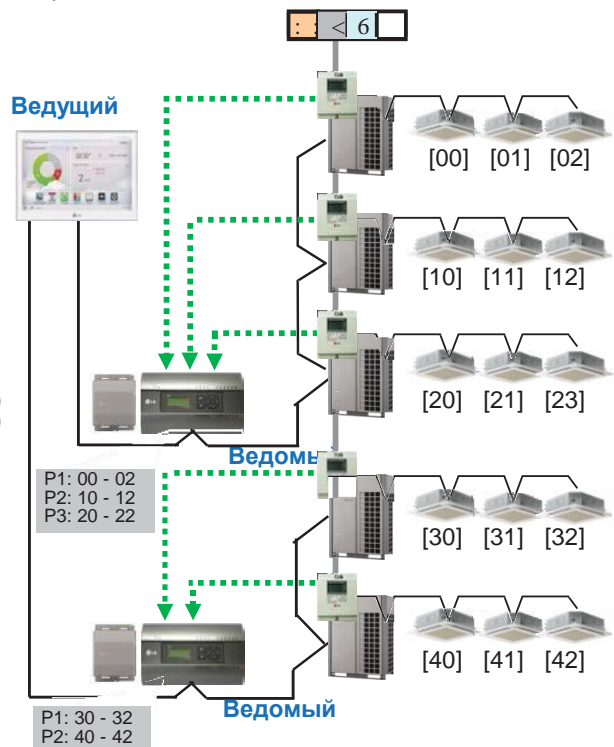 : : < 6
Ведущий
[00] [01] [02]
[10] [11] [12]
[20] [21] [23]
Ведомый
P1: 00 - 02
P2: 10 - 12
P3: 20 - 22
[30] [31] [32]
[40] [41] [42]
Ведомый
P1: 30 - 32
P2: 40 - 42